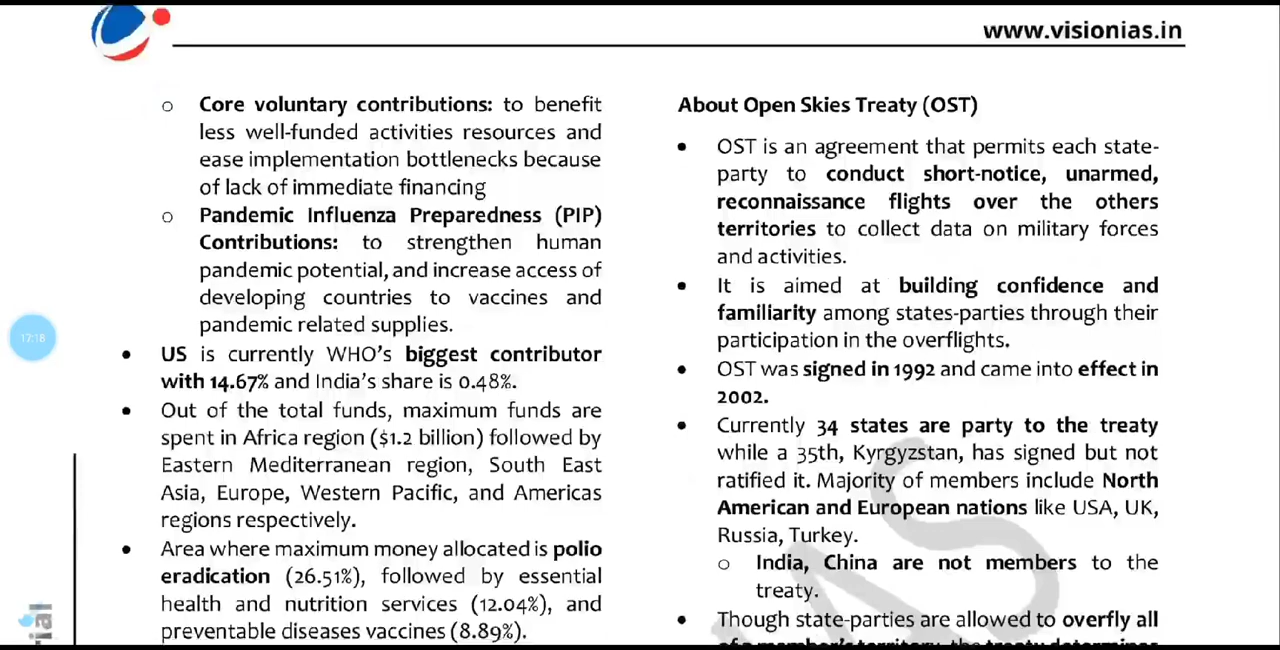 www.visionias.in
o Core voluntary contributions: to benefit
less well-funded activities resources and
ease implementation bottlenecks because
of lack of immediate financing
o Pandemic Influenza Preparedness (PIP)
Contributions: to strengthen human
pandemic potential, and increase access of
developing countries to vaccines and
pandemic related supplies.
• US is currently WHO's biggest contributor
with 14.67% and India's share is 0.48%.
• Out of the total funds, maximum funds are
spent in Africa region ($1.2 billion) followed by
Eastern Mediterranean region, South East
Asia, Europe, Western Pacific, and Americas
regions respectively.
• Area where maximum money allocated is polio
eradication (26.51%), followed by essential
health and nutrition services (12.04%), and
preventable diseases vaccines (8.89%).
About Open Skies Treaty (OST)
• OST is an agreement that permits each state-
party to conduct short-notice, unarmed,
reconnaissance flights over the others
territories to collect data on military forces
and activities.
• It is aimed at building confidence and
familiarity among states-parties through their
participation in the overflights.
• OST was signed in 1992 and came into effect in
2002.
• Currently 34 states are party to the treaty
while a 35th, Kyrgyzstan, has signed but not
ratified it. Majority of members include North
American and European nations like USA, UK,
Russia, Turkey.
o India, China are not members to the
treaty.
• Though state-parties are allowed to overfly all
of a member's territory, the treaty determines
17:18